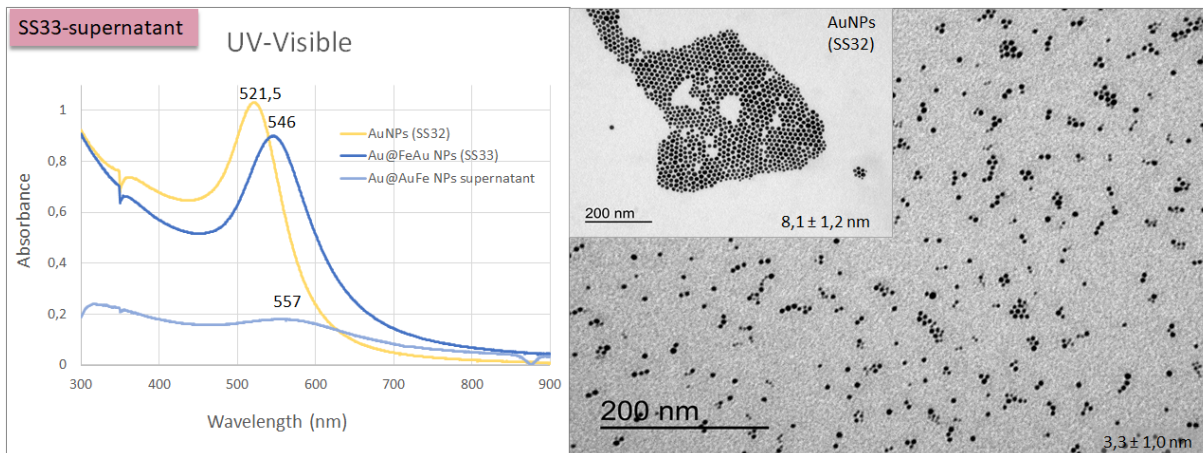 SS33-supernatant
UV-Visible
521,5
546
557
AuNPs (SS32)
Au@FeAu NPs (SS33)
Au@AuFe NPs supernatant
Absorbance
1
0,8
0,6
0,4
0,2
0
300 400 500 600 700 800 900
Wavelength (nm)
AuNPs
(SS32)
200 nm
8,1 ± 1,2 nm
200 nm
3,3 ± 1,0 nm